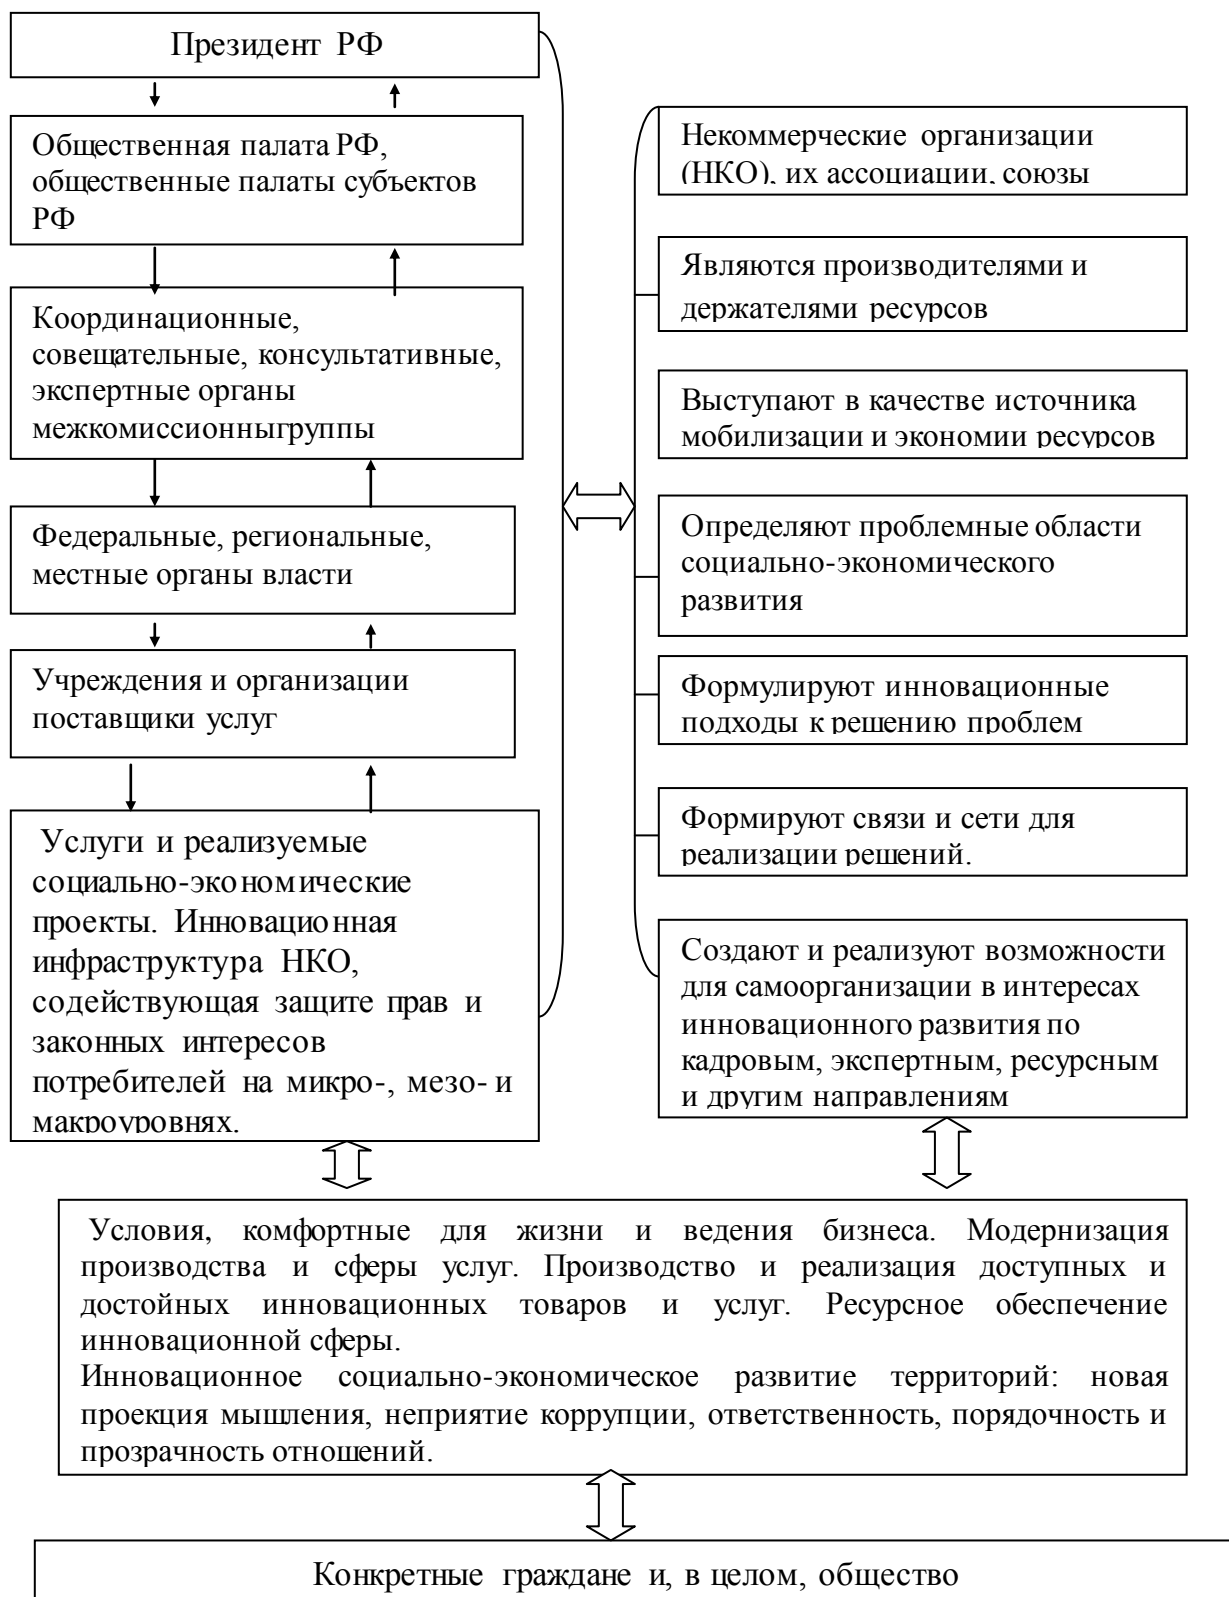 Президент РФ
Общественная палата РФ,
общественные палаты субъектов
РФ
Координационные,
совещательные, консультативные,
экспертные органы
межкомиссионныгруппы
Федеральные, региональные,
местные органы власти
Учреждения и организации
поставщики услуг
Услуги и реализуемые
социально-экономические
проекты. Инновационная
инфраструктура НКО,
содействующая защите прав и
законных интересов
потребителей на микро-, мезо- и
макроуровнях.
Некоммерческие организации
(НКО), их ассоциации, союзы
Являются производителями и
держателями ресурсов
Выступают в качестве источника
мобилизации и экономии ресурсов
Определяют проблемные области
социально-экономического
развития
Формулируют инновационные
подходы к решению проблем
Формируют связи и сети для
реализации решений.
Создают и реализуют возможности
для самоорганизации в интересах
инновационного развития по
кадровым, экспертным, ресурсным
и другим направлениям
Условия, комфортные для жизни и ведения бизнеса. Модернизация
производства и сферы услуг. Производство и реализация доступных и
достойных инновационных товаров и услуг. Ресурсное обеспечение
инновационной сферы.
Инновационное социально-экономическое развитие территорий: новая
проекция мышления, неприятие коррупции, ответственность, порядочность и
прозрачность отношений.
Конкретные граждане и, в целом, общество